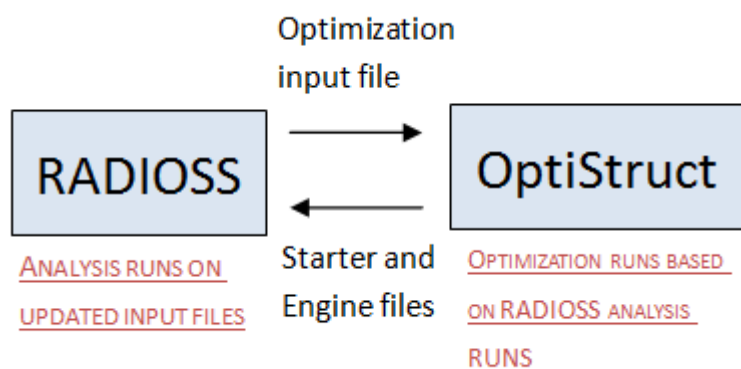 Optimization
input file
RADIOSS
OptiStruct
ANALYSIS RUNS ON
UPDATED INPUT FILES
Starter and
Engine files
OPTIMIZATION RUNS BASED
ON RADIOSS ANALYSIS
RUNS